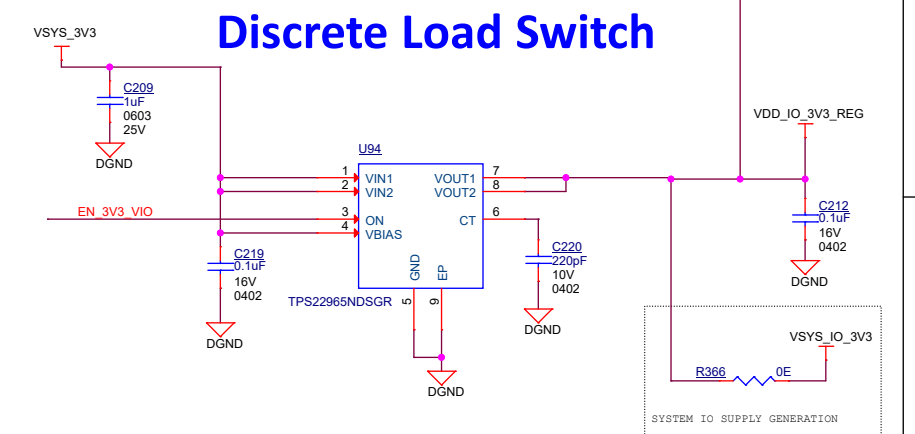 Discrete Load Switch
VSYS_3V3
C209
1uF
0603
25V
DGND
VDD_IO_3V3_REG
U94
1
VIN1
2
VIN2
EN_3V3_VIO
3
ON
4
VBIAS
VOUT1
7
VOUT2
8
CT
6
GND
EP
5
9
TPS22965NDSGR
C219
0.1uF
16V
0402
DGND
C220
220pF
10V
0402
DGND
DGND
C212
0.1uF
16V
0402
DGND
VSYS_IO_3V3
R366
0E
SYSTEM IO SUPPLY GENERATION